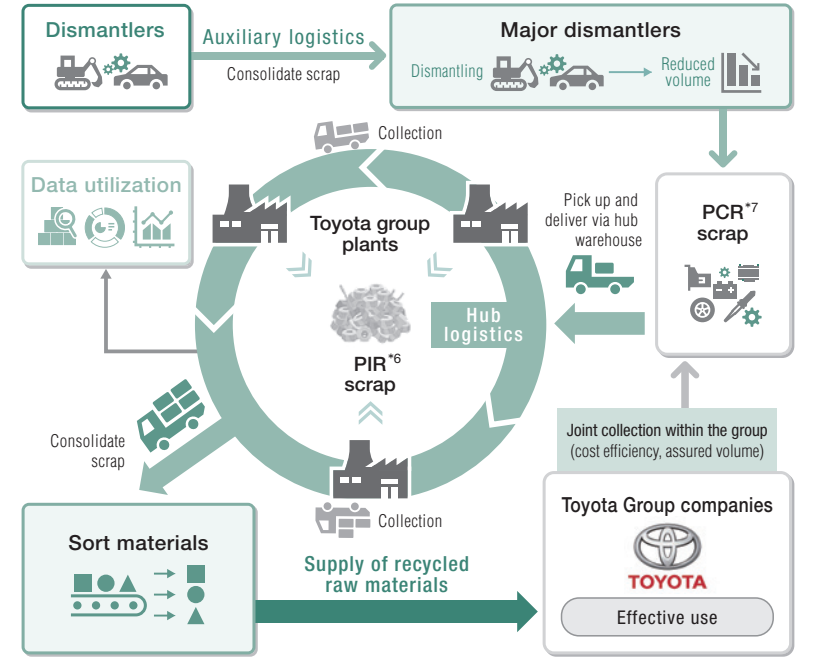 Dismantlers
Auxiliary logistics
Consolidate scrap
Major dismantlers
Dismantling
Reduced
volume
Collection
Data utilization
Toyota group
plants
Pick up and
deliver via hub
warehouse
PCR*7
scrap
Hub
logistics
PIR*6
scrap
Consolidate
scrap
Joint collection within the group
(cost efficiency, assured volume)
Collection
Sort materials
Supply of recycled
raw materials
Toyota Group companies
TOYOTA
Effective use